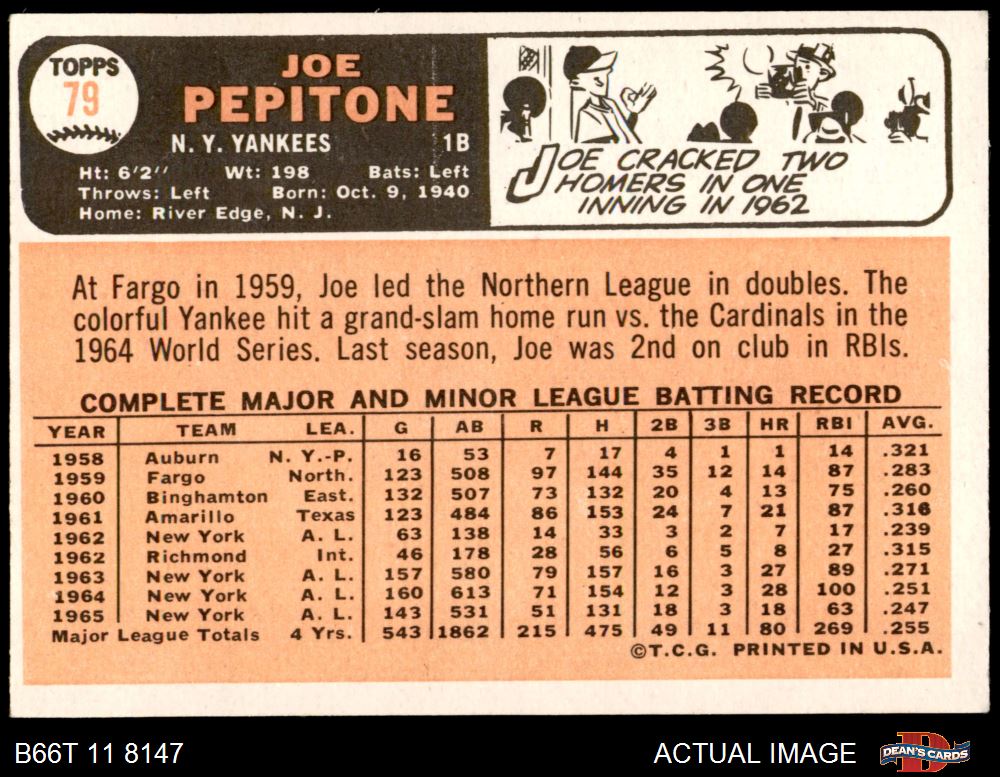 TOPPS
79
JOE
PEPITONE
N. Y. YANKEES 1B
Ht: 6'2'' Wt: 198 Bats: Left
Throws: Left Born: Oct. 9, 1940
Home: River Edge, N. J.
JOE CRACKED TWO
HOMERS IN ONE
INNING IN 1962
At Fargo in 1959, Joe led the Northern League in doubles. The
colorful Yankee hit a grand-slam home run vs. the Cardinals in the
1964 World Series. Last season, Joe was 2nd on club in RBIs.
COMPLETE MAJOR AND MINOR LEAGUE BATTING RECORD
YEAR TEAM LEA. G AB R H 2B 3B HR RBI AVG.
1958 Auburn N. Y.-P. 16 53 7 17 4 1 1 14 .321
1959 Fargo North. 123 508 97 144 35 12 14 87 .283
1960 Binghamton East. 132 507 73 132 20 4 13 75 .260
1961 Amarillo Texas 123 484 86 153 24 7 21 87 .316
1962 New York A. L. 63 138 14 33 3 2 7 17 .239
1962 Richmond Int. 46 178 28 56 6 5 8 27 .315
1963 New York A. L. 157 580 79 157 16 3 27 89 .271
1964 New York A. L. 160 613 71 154 12 3 28 100 .251
1965 New York A. L. 143 531 51 131 18 3 18 63 .247
Major League Totals 4 Yrs. 543 1862 215 475 49 11 80 269 .255
©T.C.G. PRINTED IN U.S.A.
B66T 11 8147 ACTUAL IMAGE DEAN'S CARDS